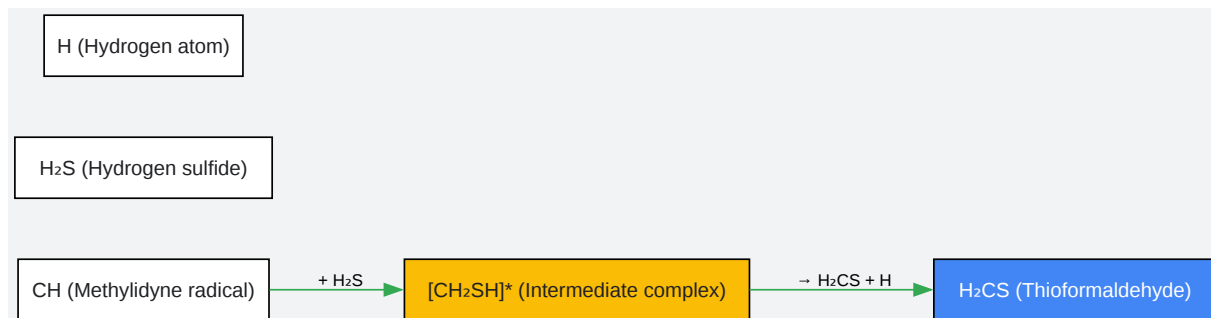 H (Hydrogen atom)
H₂S (Hydrogen sulfide)
CH (Methylidyne radical)
+ H₂S
[CH₂SH]* (Intermediate complex)
→ H₂CS + H
H₂CS (Thioformaldehyde)